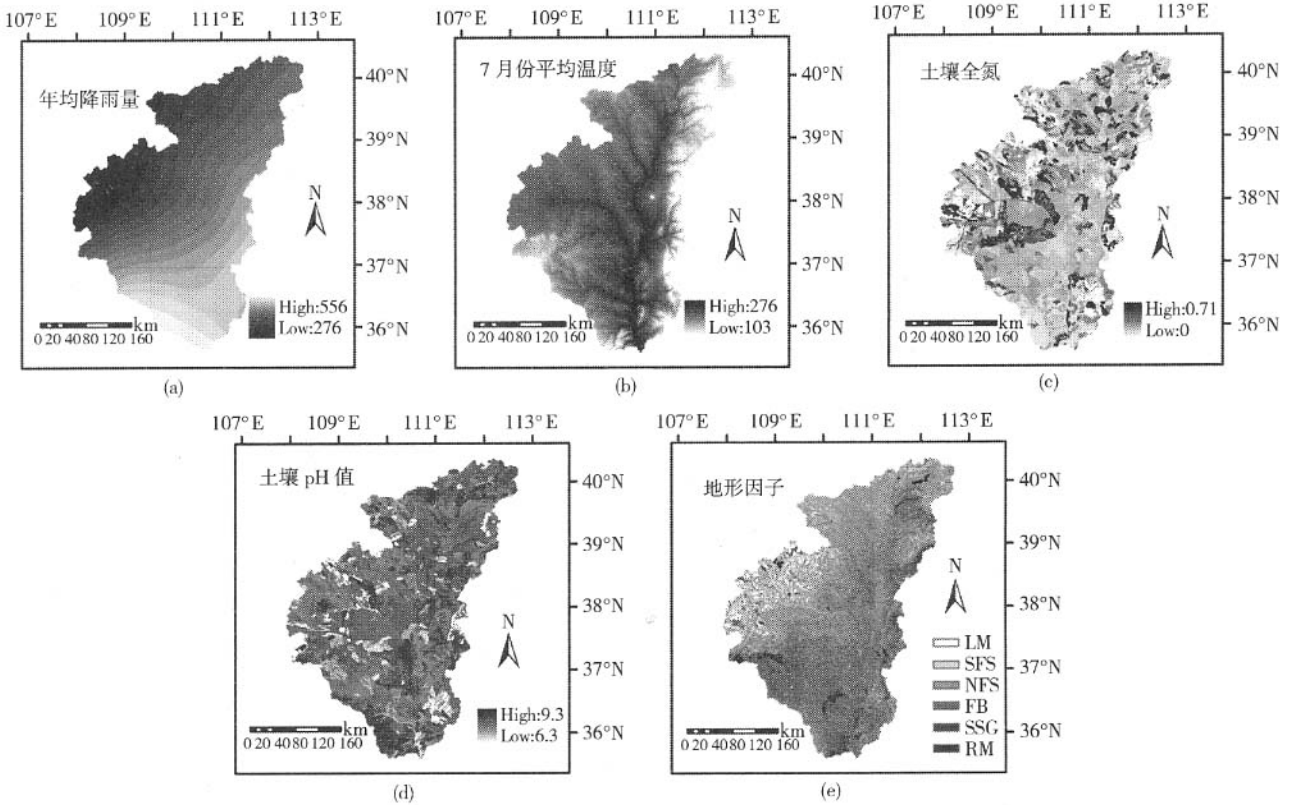 107°E 109°E 111°E 113°E
年均降雨量
40°N
39°N
38°N
37°N
36°N
N
High:556
Low:276
km
0 20 40 80 120 160
(a)
107°E 109°E 111°E 113°E
7月份平均温度
40°N
39°N
38°N
37°N
36°N
N
High:276
Low:103
km
0 20 40 80 120 160
(b)
107°E 109°E 111°E 113°E
土壤全氮
40°N
39°N
38°N
37°N
36°N
N
High:0.71
Low:0
km
0 20 40 80 120 160
(c)
107°E 109°E 111°E 113°E
土壤 pH 值
40°N
39°N
38°N
37°N
36°N
N
High:9.3
Low:6.3
km
0 20 40 80 120 160
(d)
107°E 109°E 111°E 113°E
地形因子
40°N
39°N
38°N
37°N
36°N
N
LM
SFS
NFS
FB
SSG
RM
km
0 20 40 80 120 160
(e)